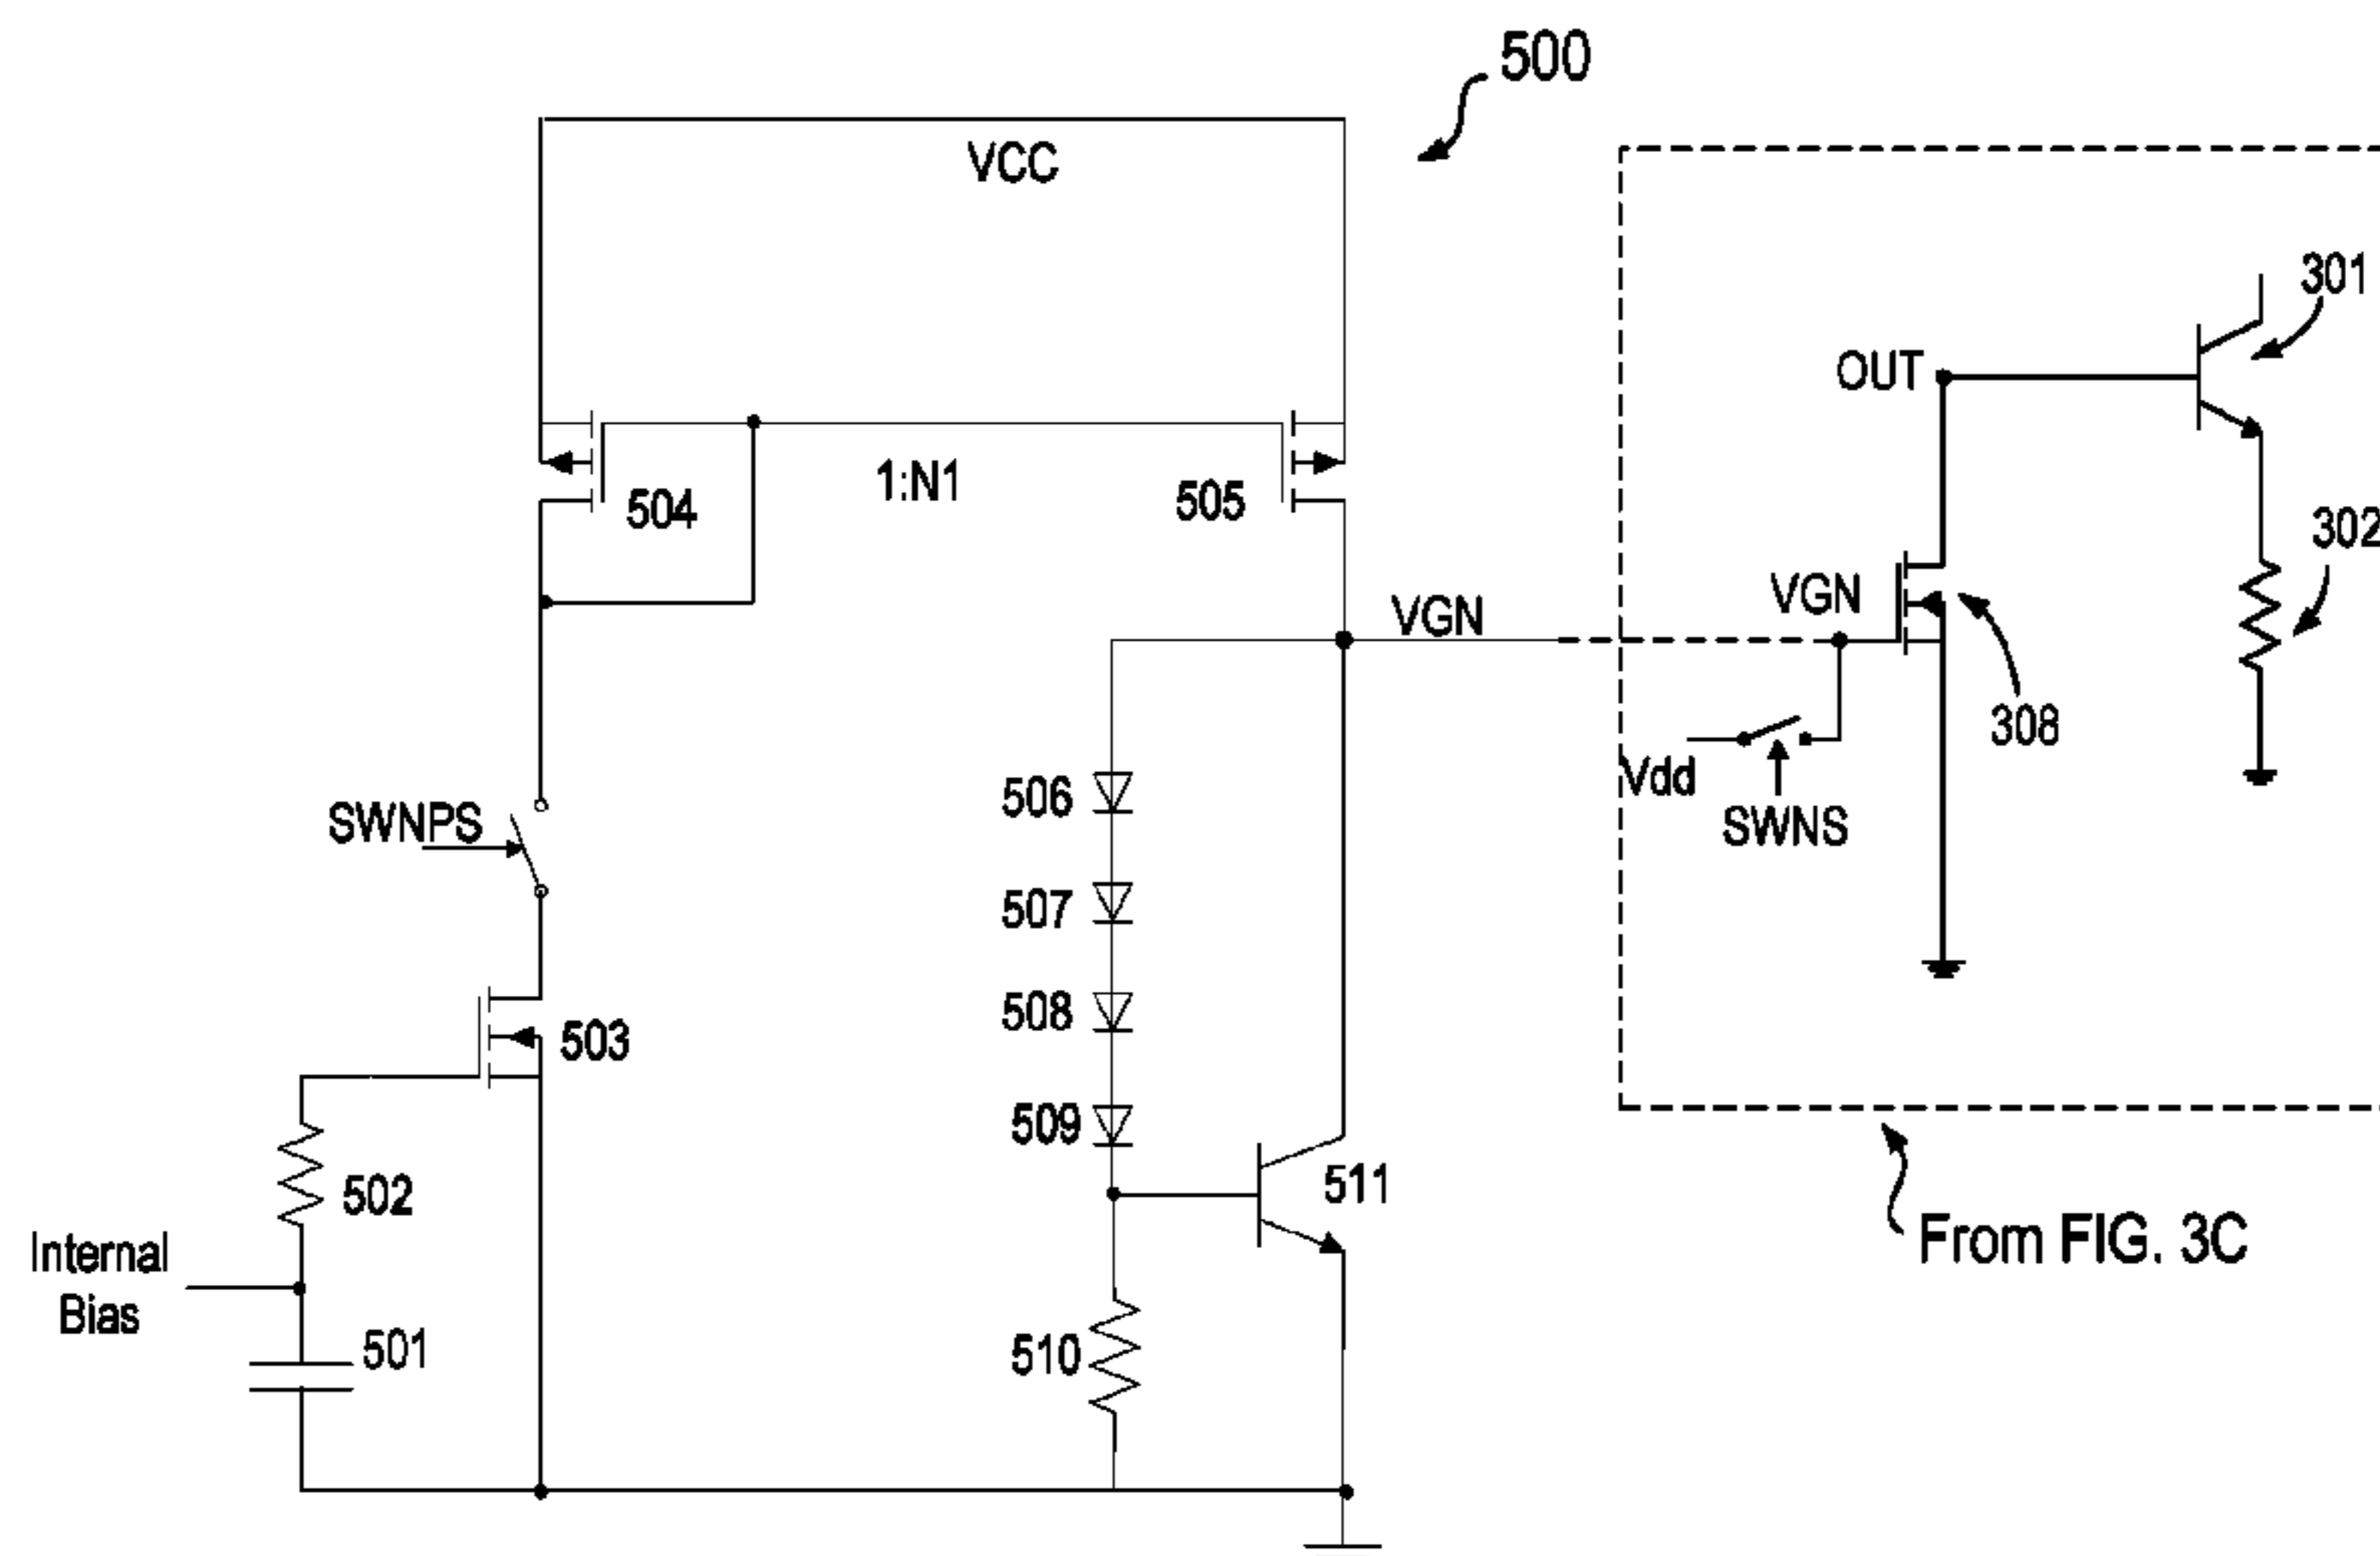 500
VCC
301
OUT
1:N1
504
505
302
VGN
VGN
308
506
Vdd
SWNPS
SWNS
507
508
503
509
511
502
Internal
Bias
From FIG. 3C
501
510